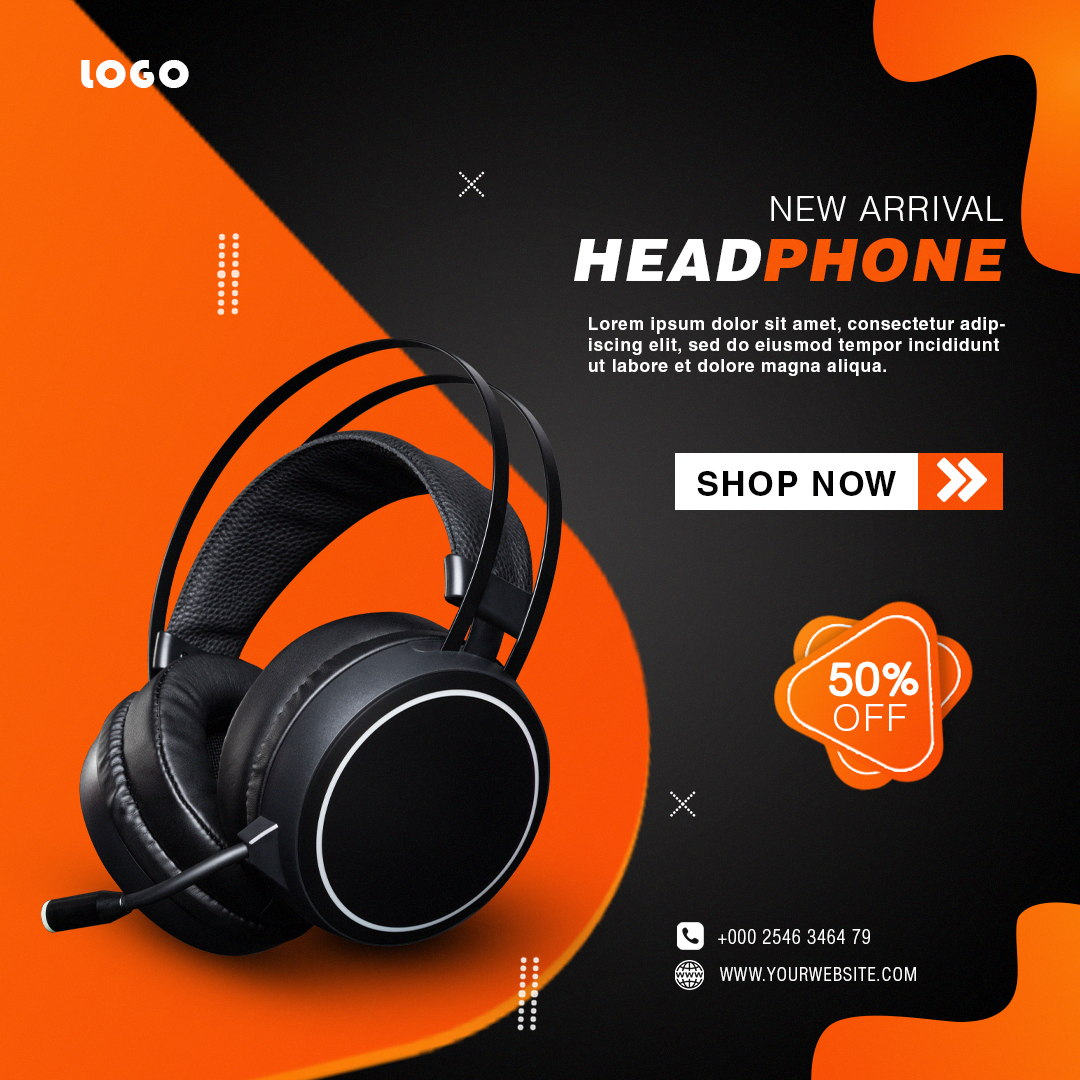 LOGO
NEW ARRIVAL
HEADPHONE
Lorem ipsum dolor sit amet, consectetur adip-
iscing elit, sed do eiusmod tempor incididunt
ut labore et dolore magna aliqua.
SHOP NOW
50%
OFF
+000 2546 3464 79
WWW
WWW.YOURWEBSITE.COM